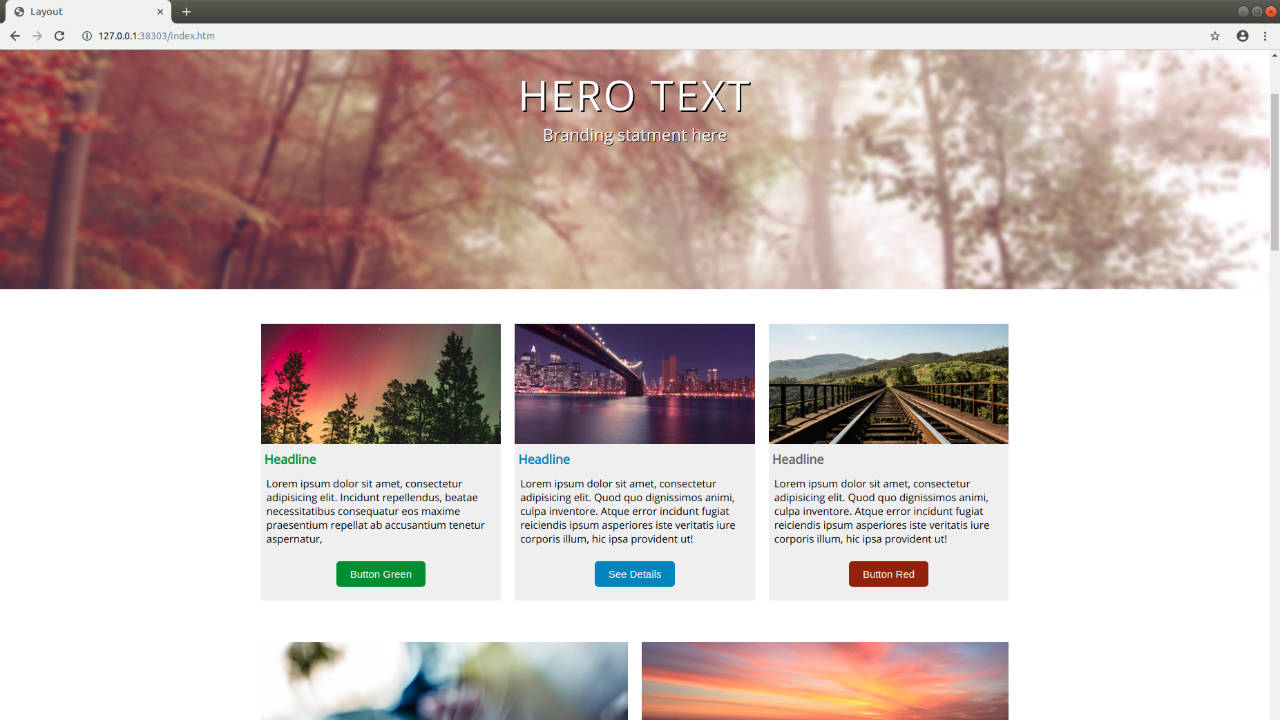 Layout
127.0.0.1:38303/index.htm
HERO TEXT
Branding statment here
Headline
Lorem ipsum dolor sit amet, consectetur
adipisicing elit. Incidunt repellendus, beatae
necessitatibus consequatur eos maxime
praesentium repellat ab accusantium tenetur
aspernatur,
Button Green
Headline
Lorem ipsum dolor sit amet, consectetur
adipisicing elit. Quod quo dignissimos animi,
culpa inventore. Atque error incidunt fugiat
reiciendis ipsum asperiores iste veritatis iure
corporis illum, hic ipsa provident ut!
See Details
Headline
Lorem ipsum dolor sit amet, consectetur
adipisicing elit. Quod quo dignissimos animi,
culpa inventore. Atque error incidunt fugiat
reiciendis ipsum asperiores iste veritatis iure
corporis illum, hic ipsa provident ut!
Button Red